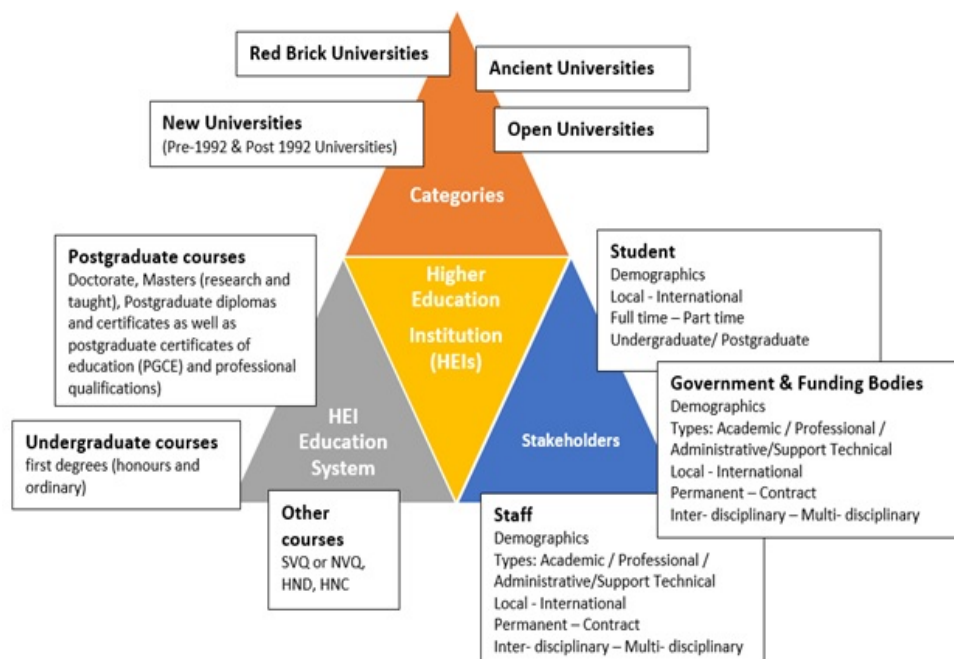 Red Brick Universities
Ancient Universities
New Universities
(Pre-1992 & Post 1992 Universities)
Open Universities
Categories
Postgraduate courses
Doctorate, Masters (research and
taught), Postgraduate diplomas
and certificates as well as
postgraduate certificates of
education (PGCE) and professional
qualifications)
Higher
Education
Institution
(HEIs)
Student
Demographics
Local - International
Full time – Part time
Undergraduate/ Postgraduate
Government & Funding Bodies
Demographics
Types: Academic / Professional /
Administrative/Support Technical
Local - International
Permanent – Contract
Inter- disciplinary – Multi- disciplinary
Undergraduate courses
first degrees (honours and
ordinary)
HEI
Education
System
Stakeholders
Other
courses
SVQ or NVQ,
HND, HNC
Staff
Demographics
Types: Academic / Professional /
Administrative/Support Technical
Local - International
Permanent – Contract
Inter- disciplinary – Multi- disciplinary